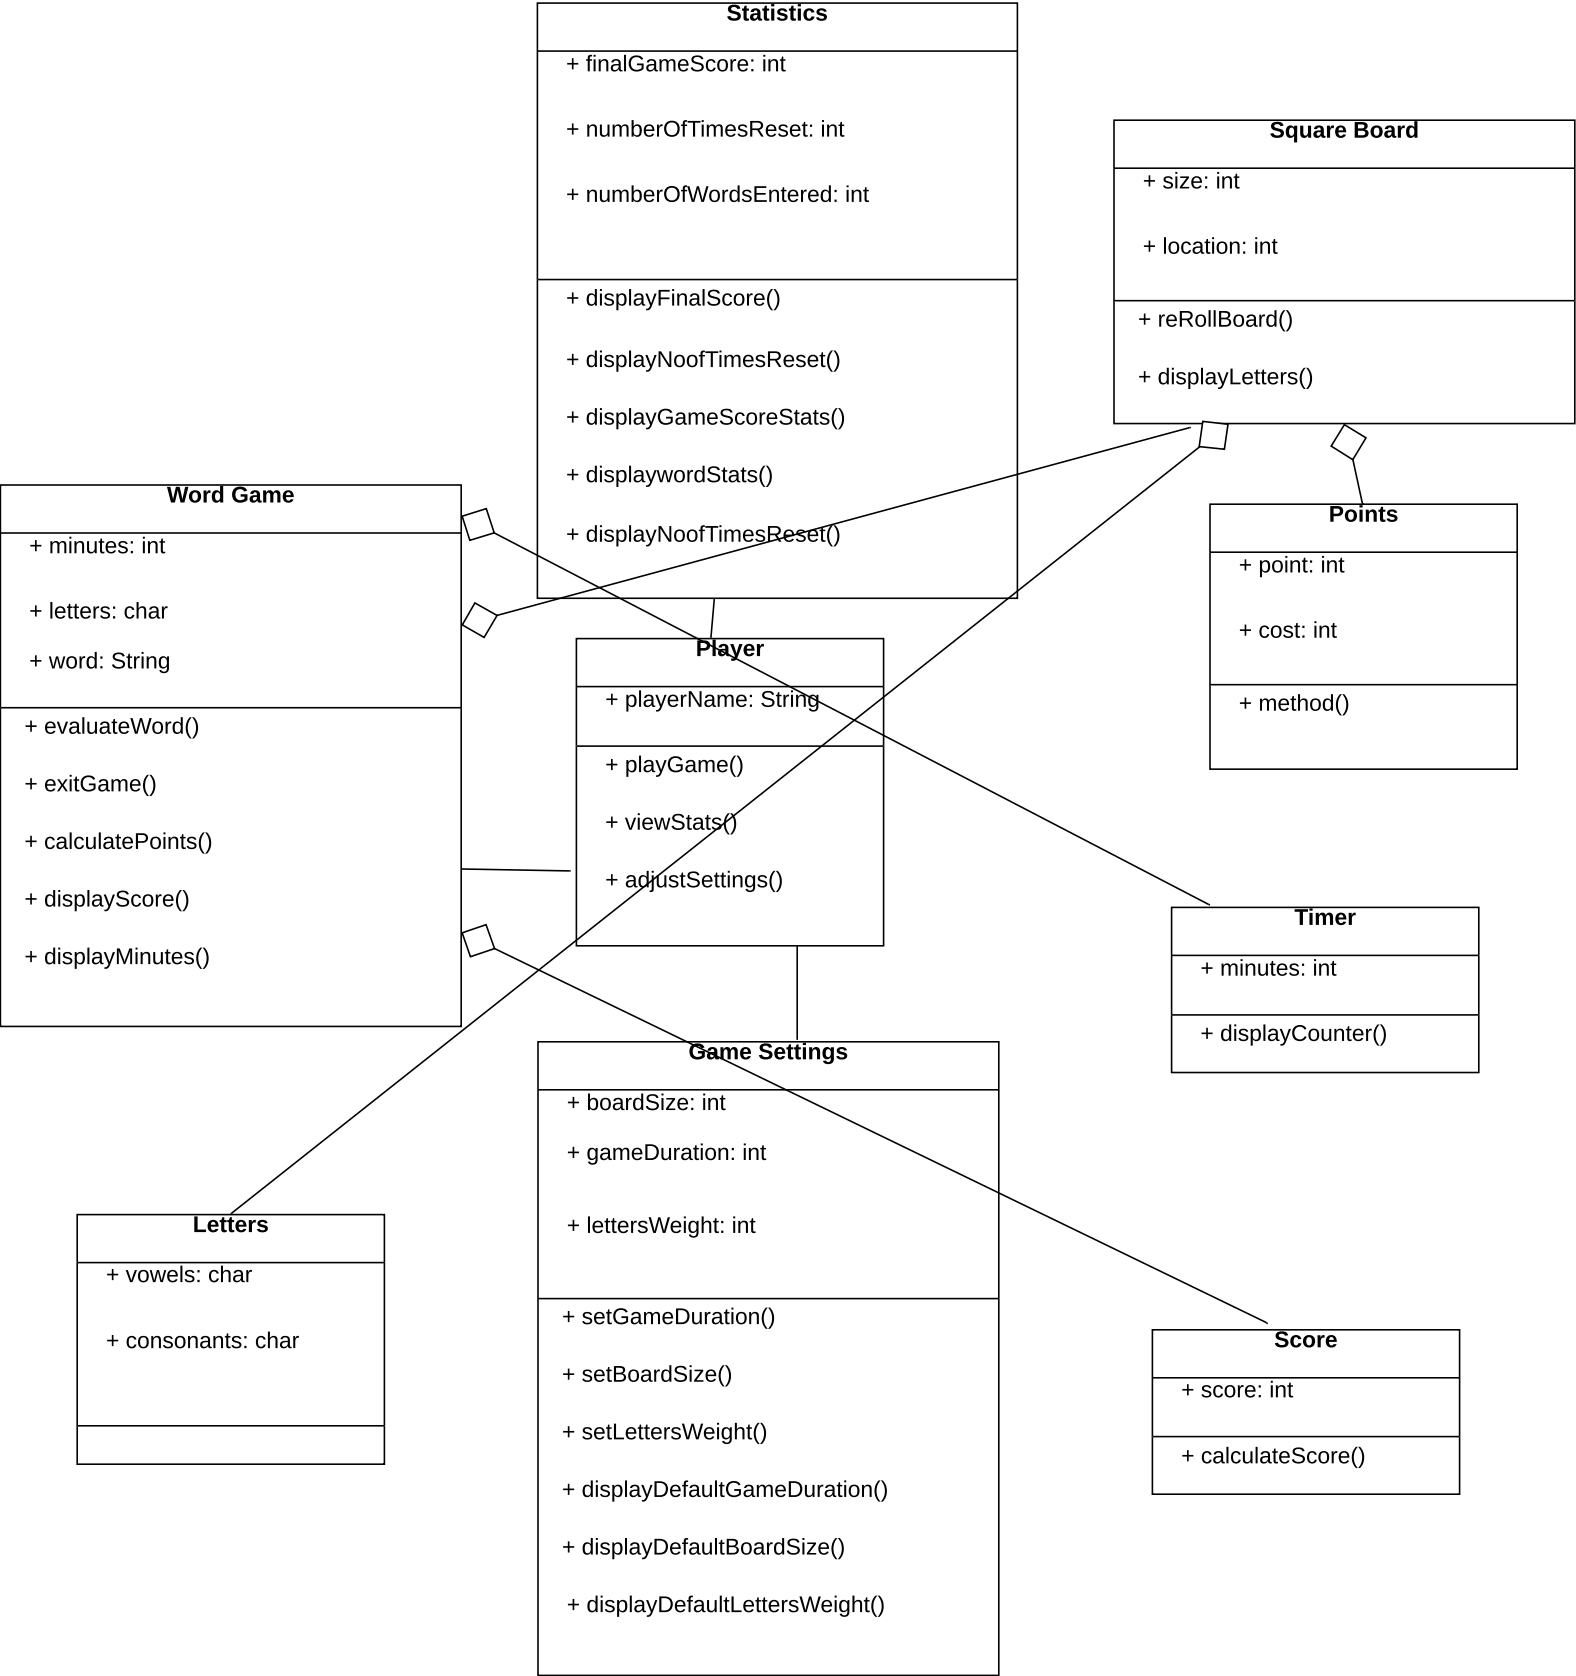 Statistics
+ finalGameScore: int
+ numberOfTimesReset: int
+ numberOfWordsEntered: int
+ displayFinalScore()
+ displayNoofTimesReset()
+ displayGameScoreStats()
+ displaywordStats()
+ displayNoofTimesReset()
Square Board
+ size: int
+ location: int
+ reRollBoard()
+ displayLetters()
Word Game
+ minutes: int
+ letters: char
+ word: String
+ evaluateWord()
+ exitGame()
+ calculatePoints()
+ displayScore()
+ displayMinutes()
Points
+ point: int
+ cost: int
+ method()
Player
+ playerName: String
+ playGame()
+ viewStats()
+ adjustSettings()
Timer
+ minutes: int
+ displayCounter()
Game Settings
+ boardSize: int
+ gameDuration: int
+ lettersWeight: int
+ setGameDuration()
+ setBoardSize()
+ setLettersWeight()
+ displayDefaultGameDuration()
+ displayDefaultBoardSize()
+ displayDefaultLettersWeight()
Letters
+ vowels: char
+ consonants: char
Score
+ score: int
+ calculateScore()